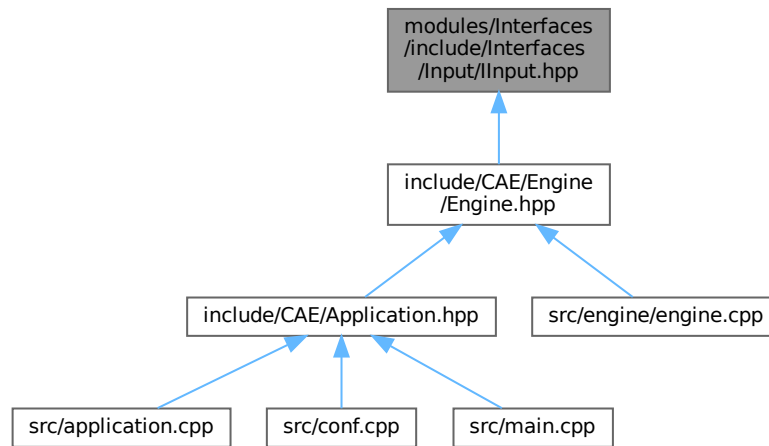 modules/Interfaces
/include/Interfaces
/Input/IInput.hpp
include/CAE/Engine
/Engine.hpp
include/CAE/Application.hpp
src/engine/engine.cpp
src/application.cpp
src/conf.cpp
src/main.cpp